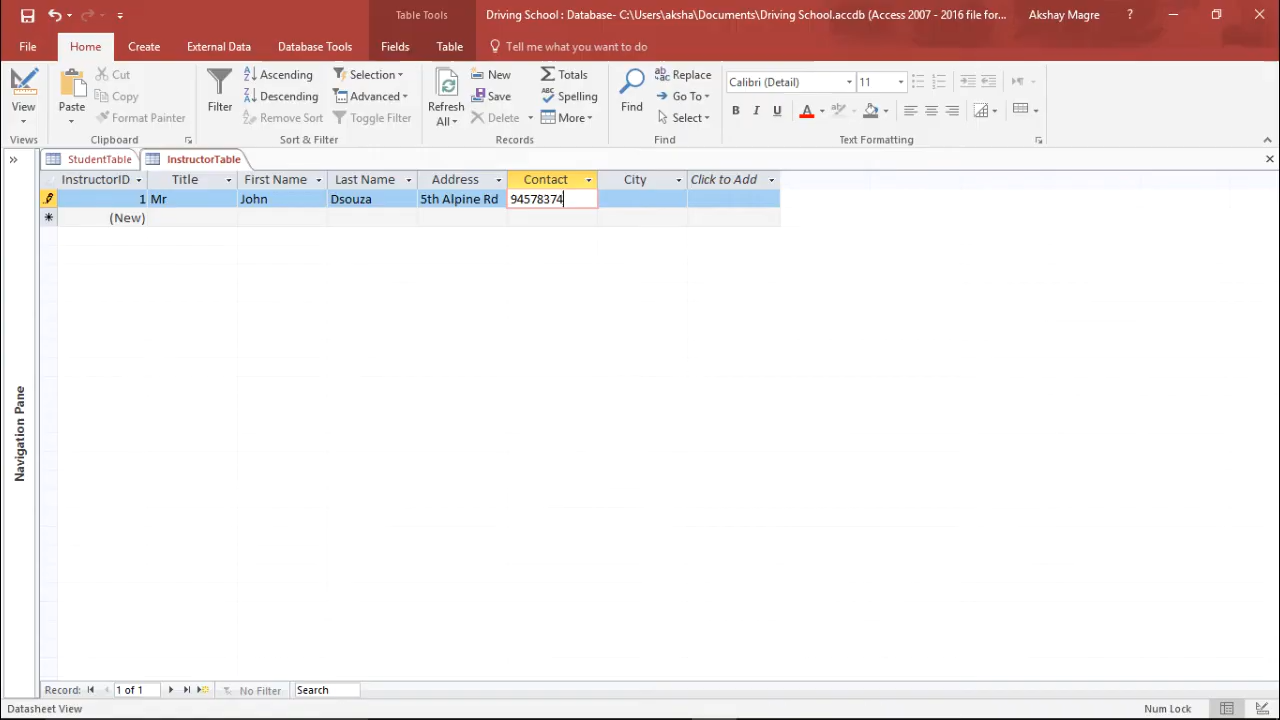 Table Tools
Driving School : Database- C:\Users\aksha\Documents\Driving School.accdb (Access 2007 - 2016 file for...
Akshay Magre
?
File
Home
Create
External Data
Database Tools
Fields
Table
Tell me what you want to do
View
Paste
Cut
Copy
Format Painter
Filter
Ascending
Descending
Remove Sort
Selection
Advanced
Toggle Filter
Refresh
All
New
Save
Delete
Totals
Spelling
More
Find
Replace
Go To
Select
Calibri (Detail)
11
B I U A
Views
Clipboard
Sort & Filter
Records
Find
Text Formatting
StudentTable
InstructorTable
InstructorID Title First Name Last Name Address Contact City Click to Add
1 Mr John Dsouza 5th Alpine Rd 94578374
(New)
Navigation Pane
Record: 1 of 1 No Filter Search
Datasheet View
Num Lock